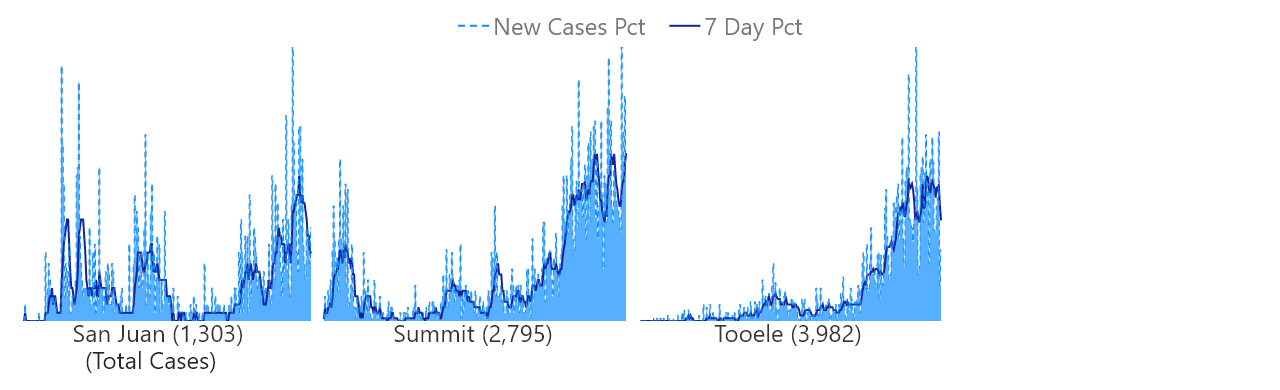 New Cases Pct 7 Day Pct
San Juan (1,303) Summit (2,795) Tooele (3,982)
(Total Cases)